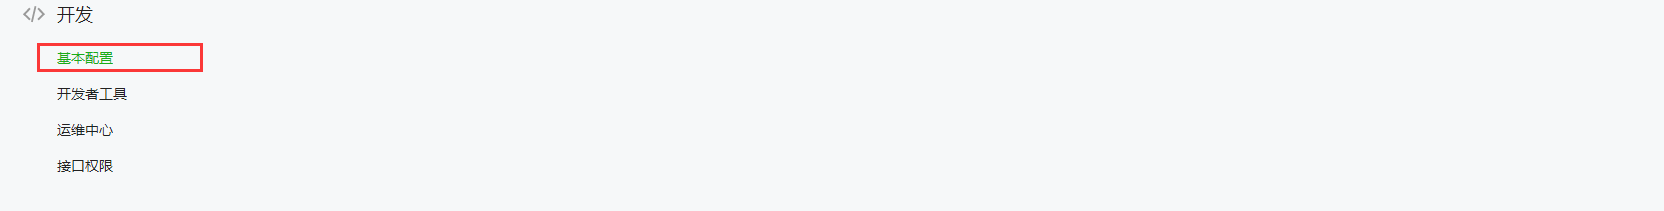 开发
基本配置
开发者工具
运维中心
接口权限